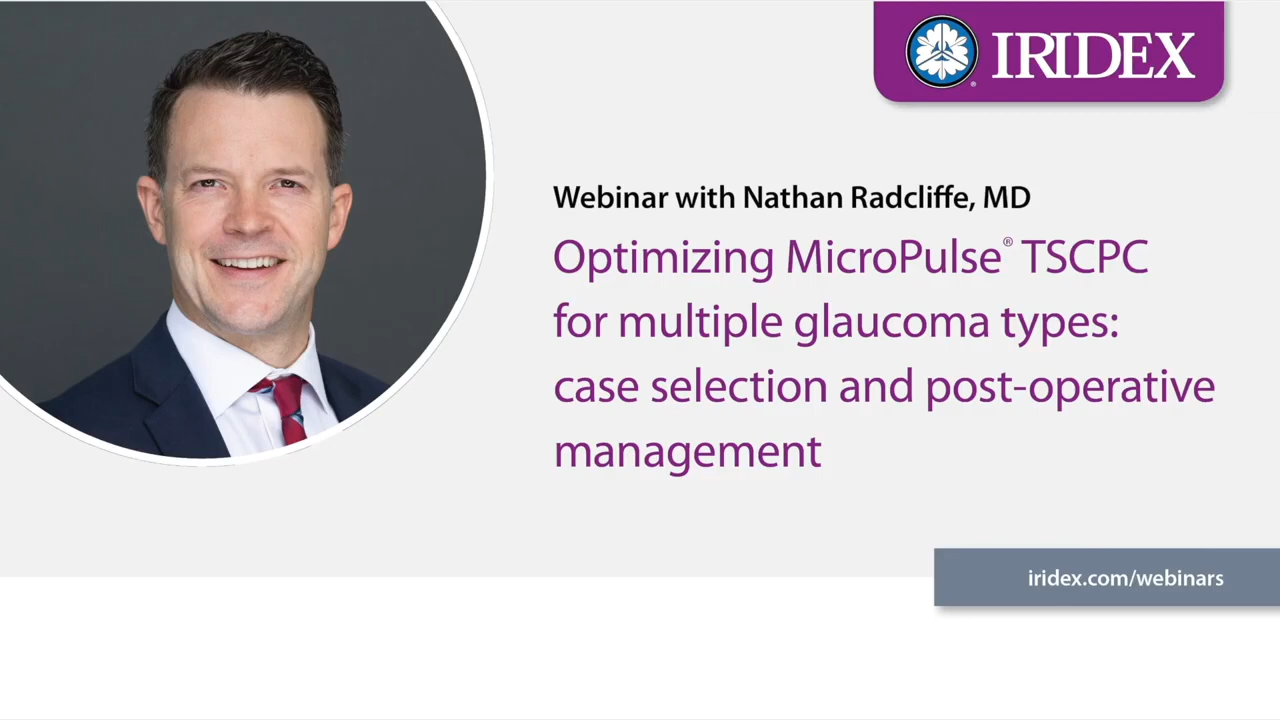 IRIDEX
®
Webinar with Nathan Radcliffe, MD
Optimizing MicroPulse® TSCPC
for multiple glaucoma types:
case selection and post-operative
management
iridex.com/webinars